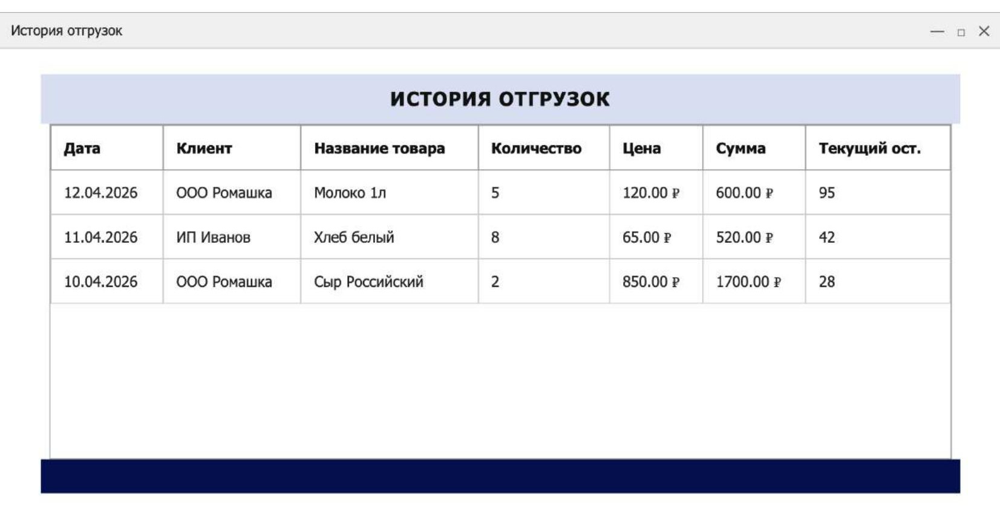 История отгрузок
ИСТОРИЯ ОТГРУЗОК
Дата Клиент Название товара Количество Цена Сумма Текущий ост.
12.04.2026 ООО Ромашка Молоко 1л 5 120.00 ₽ 600.00 ₽ 95
11.04.2026 ИП Иванов Хлеб белый 8 65.00 ₽ 520.00 ₽ 42
10.04.2026 ООО Ромашка Сыр Российский 2 850.00 ₽ 1700.00 ₽ 28